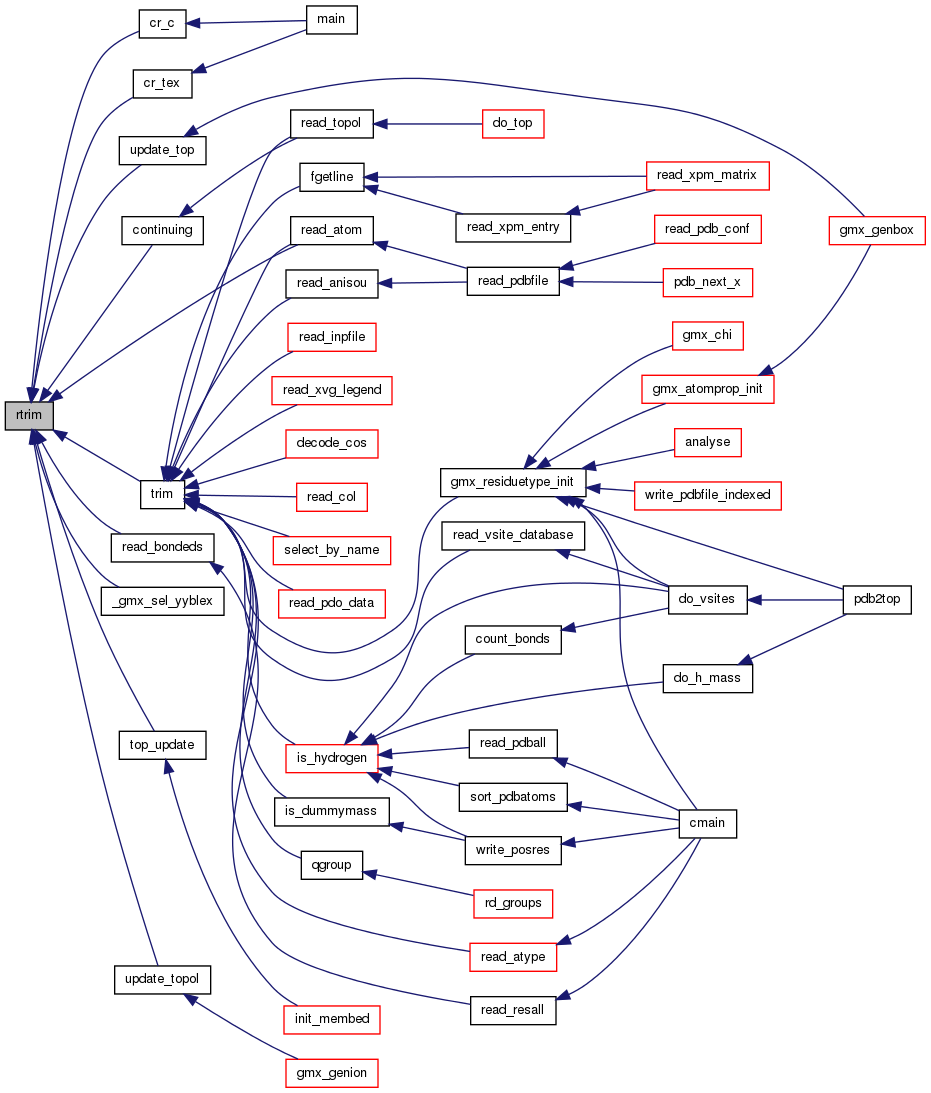 cr_c
main
cr_tex
read_topol
do_top
update_top
fgetline
read_xpm_matrix
continuing
read_atom
read_xpm_entry
read_pdb_conf
gmx_genbox
read_anisou
read_pdbfile
pdb_next_x
read_inpfile
gmx_chi
read_xvg_legend
gmx_atomprop_init
rtrim
decode_cos
analyse
trim
read_col
gmx_residuetype_init
write_pdbfile_indexed
read_bondeds
select_by_name
read_vsite_database
_gmx_sel_yyblex
read_pdo_data
do_vsites
pdb2top
count_bonds
do_h_mass
top_update
is_hydrogen
read_pdball
is_dummymass
sort_pdbatoms
cmain
write_posres
qgroup
rd_groups
read_atype
update_topol
read_resall
init_membed
gmx_genion